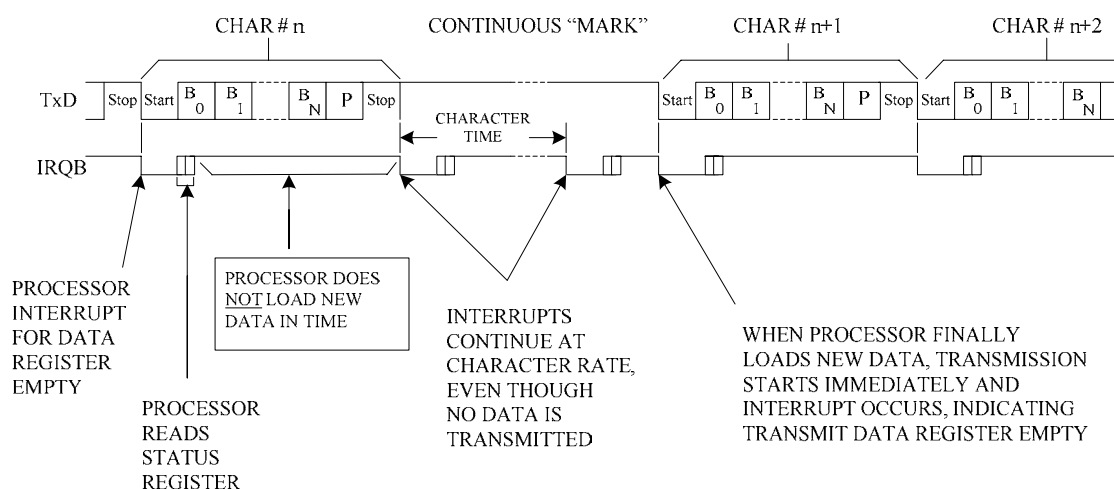 CHAR # n CONTINUOUS “MARK” CHAR # n+1 CHAR # n+2
TxD Stop Start B0 B1 BN P Stop Start B0 B1 BN P Stop Start B0 B1 BN
CHARACTER
TIME
IRQB
PROCESSOR
INTERRUPT
FOR DATA
REGISTER
EMPTY
PROCESSOR
READS
STATUS
REGISTER
PROCESSOR DOES
NOT LOAD NEW
DATA IN TIME
INTERRUPTS
CONTINUE AT
CHARACTER RATE,
EVEN THOUGH
NO DATA IS
TRANSMITTED
WHEN PROCESSOR FINALLY
LOADS NEW DATA, TRANSMISSION
STARTS IMMEDIATELY AND
INTERRUPT OCCURS, INDICATING
TRANSMIT DATA REGISTER EMPTY